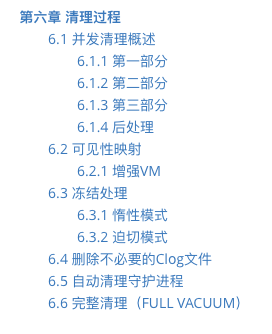 第六章 清理过程
6.1 并发清理概述
6.1.1 第一部分
6.1.2 第二部分
6.1.3 第三部分
6.1.4 后处理
6.2 可见性映射
6.2.1 增强VM
6.3 冻结处理
6.3.1 惰性模式
6.3.2 迫切模式
6.4 删除不必要的Clog文件
6.5 自动清理守护进程
6.6 完整清理（FULL VACUUM）